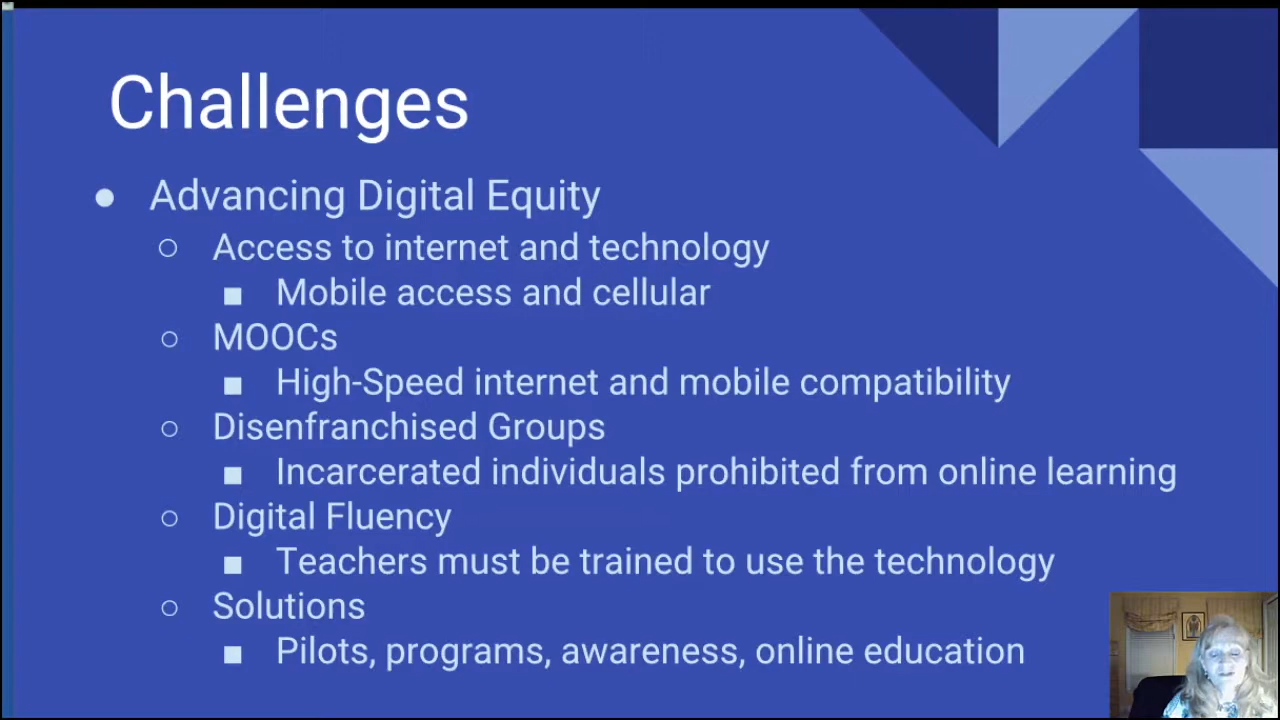 Challenges
● Advancing Digital Equity
○ Access to internet and technology
■ Mobile access and cellular
○ MOOCs
■ High-Speed internet and mobile compatibility
○ Disenfranchised Groups
■ Incarcerated individuals prohibited from online learning
○ Digital Fluency
■ Teachers must be trained to use the technology
○ Solutions
■ Pilots, programs, awareness, online education